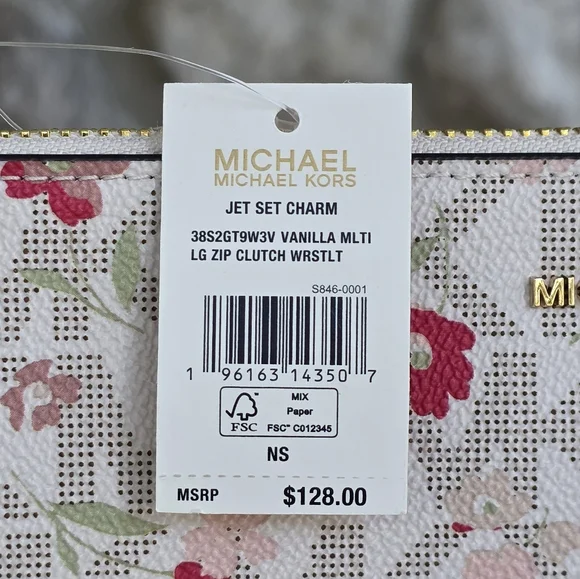 MICHAEL
MICHAEL KORS
JET SET CHARM
38S2GT9W3V VANILLA MLTI
LG ZIP CLUTCH WRSTLT
S846-0001
1 96163 14350 7
FSC
MIX
Paper
FSC™ C012345
NS
MSRP $128.00
MI